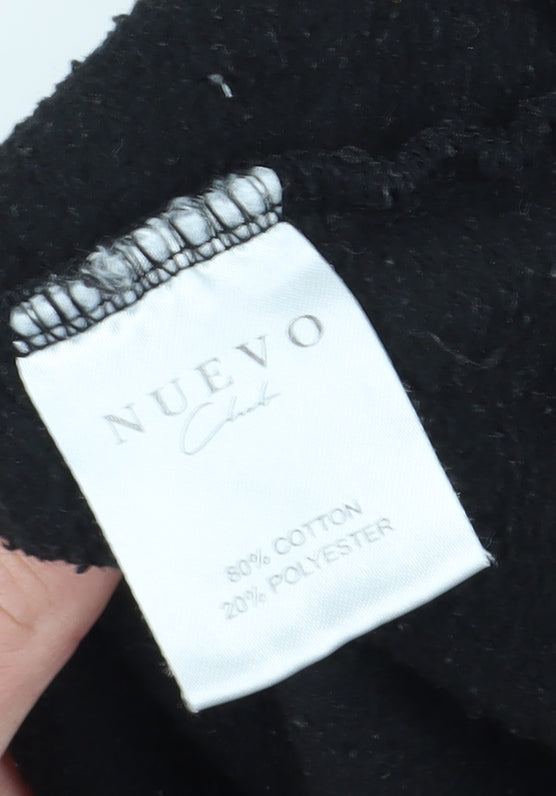 NUEVO
Club
80% COTTON
20% POLYESTER